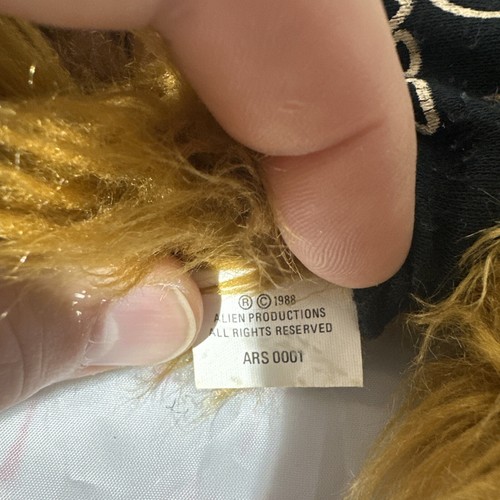 ® © 1988
ALIEN PRODUCTIONS
ALL RIGHTS RESERVED
ARS 0001